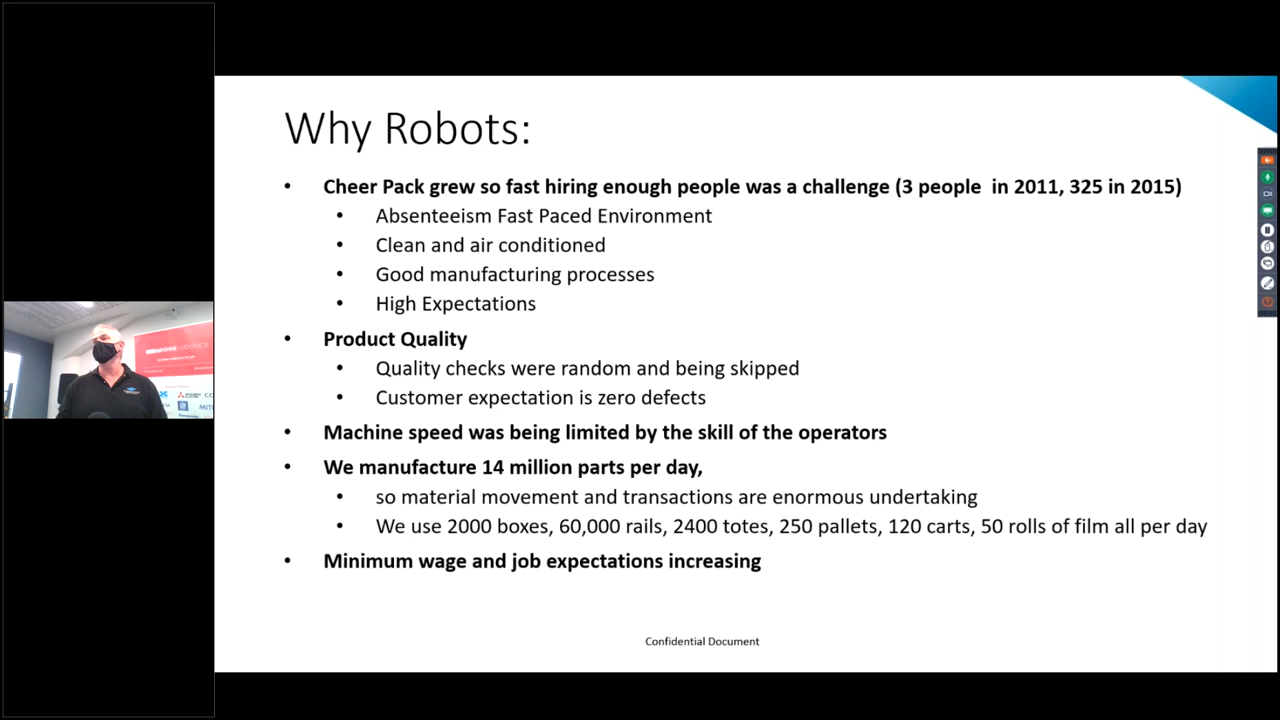 Why Robots:
• Cheer Pack grew so fast hiring enough people was a challenge (3 people in 2011, 325 in 2015)
• Absenteeism Fast Paced Environment
• Clean and air conditioned
• Good manufacturing processes
• High Expectations
• Product Quality
• Quality checks were random and being skipped
• Customer expectation is zero defects
• Machine speed was being limited by the skill of the operators
• We manufacture 14 million parts per day,
• so material movement and transactions are enormous undertaking
• We use 2000 boxes, 60,000 rails, 2400 totes, 250 pallets, 120 carts, 50 rolls of film all per day
• Minimum wage and job expectations increasing
Confidential Document